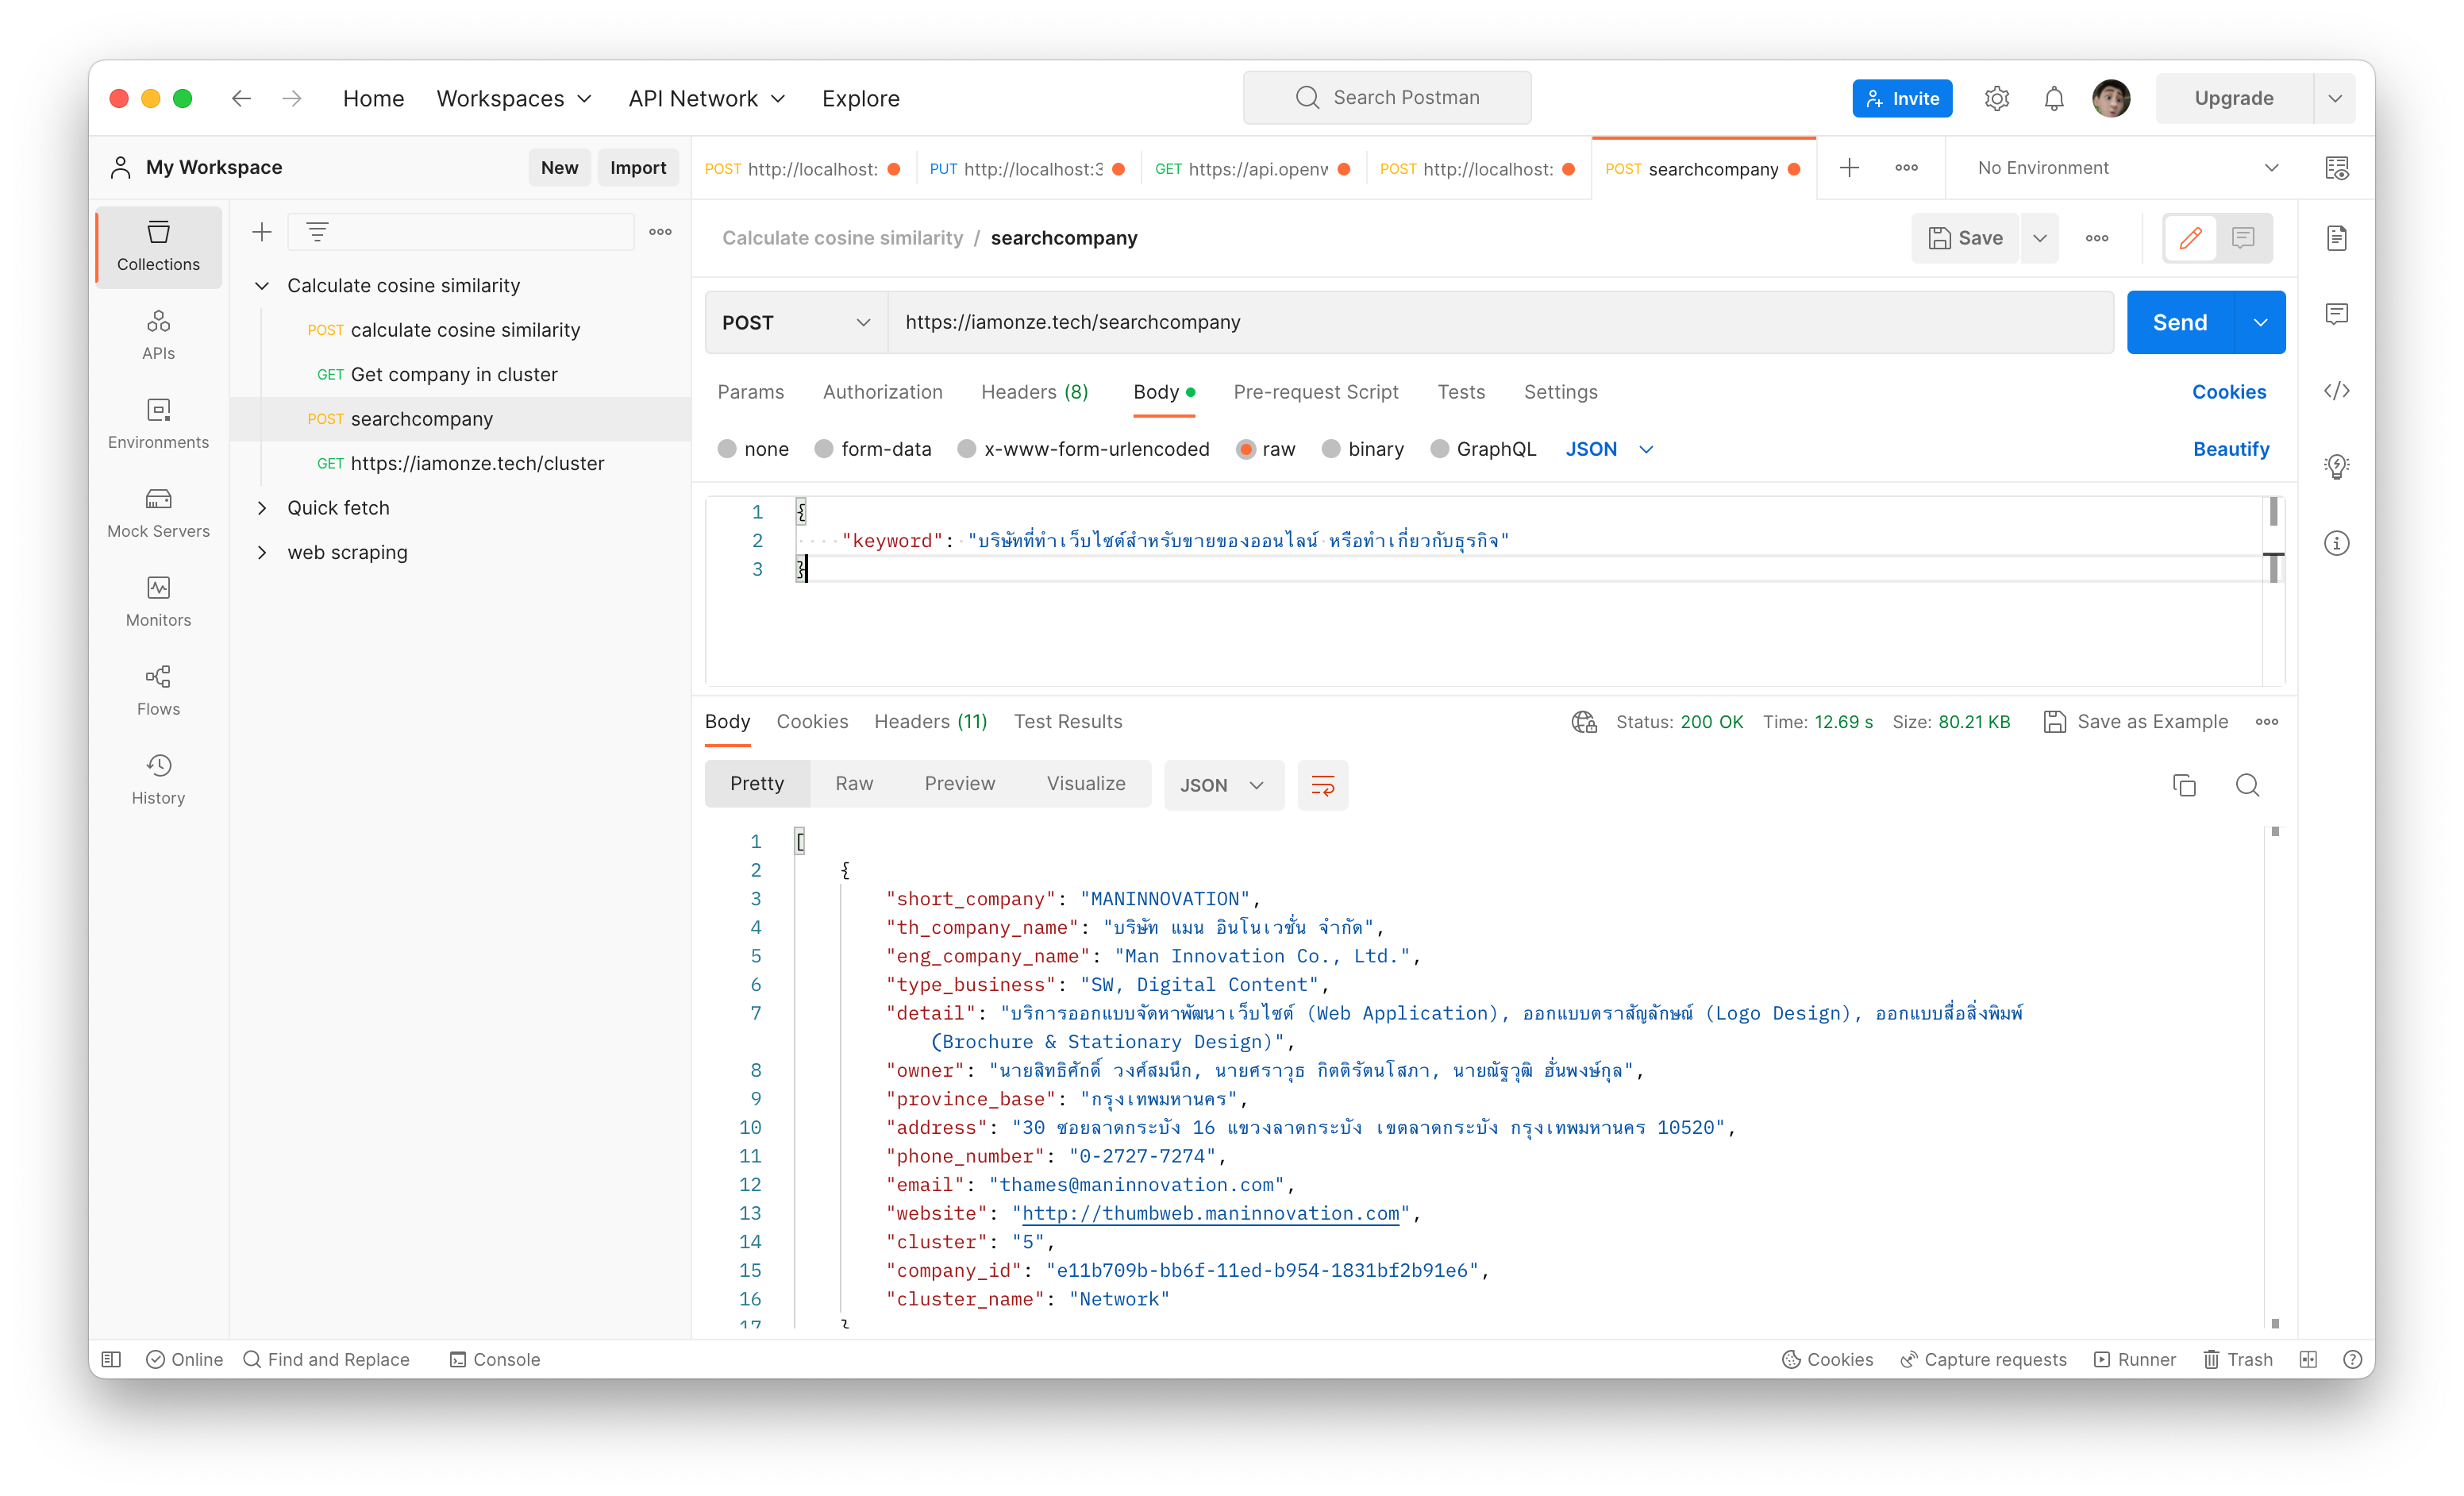 Home Workspaces API Network Explore Search Postman Invite Upgrade
My Workspace New Import POST http://localhost: PUT http://localhost:3 GET https://api.openw POST http://localhost: POST searchcompany No Environment
Collections
APIs
Environments
Mock Servers
Monitors
Flows
History
Calculate cosine similarity
POST calculate cosine similarity
GET Get company in cluster
POST searchcompany
GET https://iamonze.tech/cluster
Quick fetch
web scraping
Calculate cosine similarity / searchcompany Save
POST https://iamonze.tech/searchcompany Send
Params Authorization Headers (8) Body Pre-request Script Tests Settings Cookies
none form-data x-www-form-urlencoded raw binary GraphQL JSON Beautify
1 {
2 "keyword": "บริษัทที่ทำเว็บไซต์สำหรับขายของออนไลน์ หรือทำเกี่ยวกับธุรกิจ"
3 }
Body Cookies Headers (11) Test Results Status: 200 OK Time: 12.69 s Size: 80.21 KB Save as Example
Pretty Raw Preview Visualize JSON
1 [
2 {
3 "short_company": "MANINNOVATION",
4 "th_company_name": "บริษัท แมน อินโนเวชั่น จำกัด",
5 "eng_company_name": "Man Innovation Co., Ltd.",
6 "type_business": "SW, Digital Content",
7 "detail": "บริการออกแบบจัดหาพัฒนาเว็บไซต์ (Web Application), ออกแบบตราสัญลักษณ์ (Logo Design), ออกแบบสื่อสิ่งพิมพ์
(Brochure & Stationary Design)",
8 "owner": "นายสิทธิศักดิ์ วงศ์สมนึก, นายศราวุธ กิตติรัตนโสภา, นายณัฐวุฒิ ฮั่นพงษ์กุล",
9 "province_base": "กรุงเทพมหานคร",
10 "address": "30 ซอยลาดกระบัง 16 แขวงลาดกระบัง เขตลาดกระบัง กรุงเทพมหานคร 10520",
11 "phone_number": "0-2727-7274",
12 "email": "thames@maninnovation.com",
13 "website": "http://thumbweb.maninnovation.com",
14 "cluster": "5",
15 "company_id": "e11b709b-bb6f-11ed-b954-1831bf2b91e6",
16 "cluster_name": "Network"
17 }
Online Find and Replace Console Cookies Capture requests Runner Trash